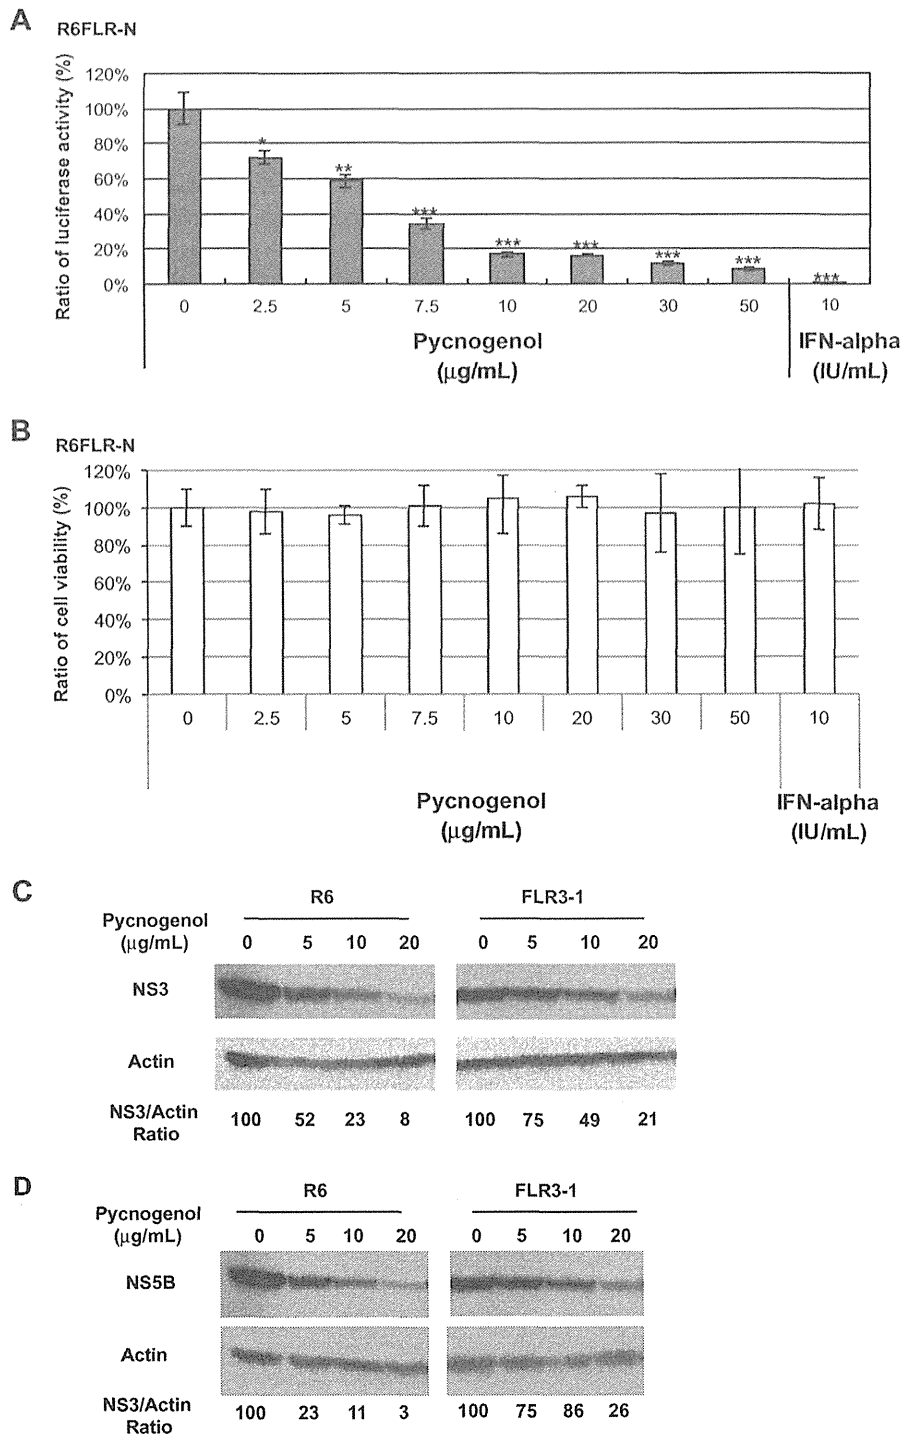 A
R6FLR-N
Ratio of luciferase activity (%)
120%
100%
80%
60%
40%
20%
0%
* ** *** *** *** *** *** ***
0 2.5 5 7.5 10 20 30 50 10
Pycnogenol IFN-alpha
(µg/mL) (IU/mL)
B
R6FLR-N
Ratio of cell viability (%)
120%
100%
80%
60%
40%
20%
0%
0 2.5 5 7.5 10 20 30 50 10
Pycnogenol IFN-alpha
(µg/mL) (IU/mL)
C
R6 FLR3-1
Pycnogenol
(µg/mL) 0 5 10 20 0 5 10 20
NS3
Actin
NS3/Actin
Ratio 100 52 23 8 100 75 49 21
D
R6 FLR3-1
Pycnogenol
(µg/mL) 0 5 10 20 0 5 10 20
NS5B
Actin
NS3/Actin
Ratio 100 23 11 3 100 75 86 26